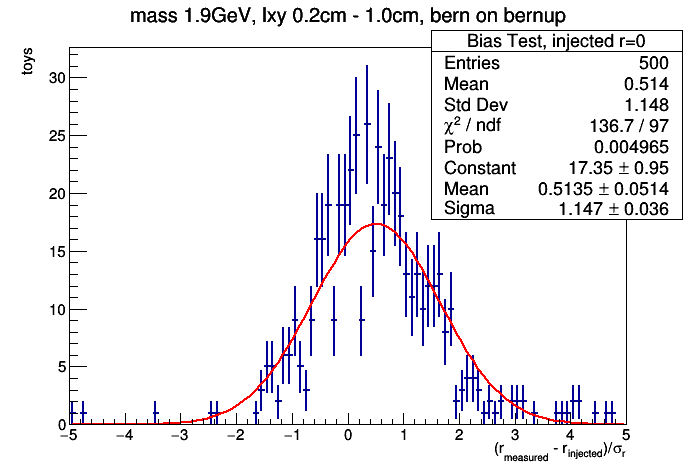 mass 1.9GeV, lxy 0.2cm - 1.0cm, bern on bernup
Bias Test, injected r=0
Entries 500
Mean 0.514
Std Dev 1.148
χ² / ndf 136.7 / 97
Prob 0.004965
Constant 17.35 ± 0.95
Mean 0.5135 ± 0.0514
Sigma 1.147 ± 0.036
toys
30
25
20
15
10
5
0
−5 −4 −3 −2 −1 0 1 2 3 4 5
(r_measured - r_injected)/σ_r